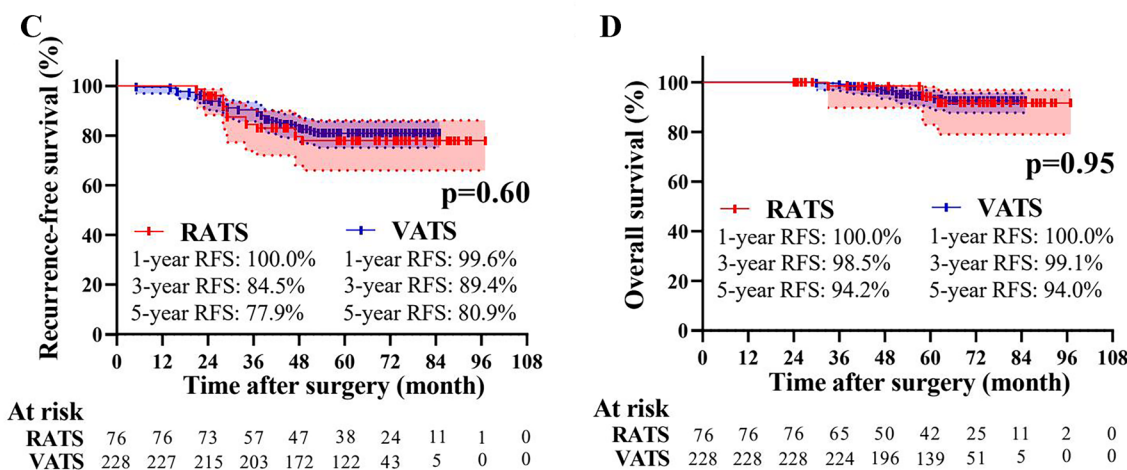 C
Recurrence-free survival (%)
100
80
60
40
20
0
p=0.60
RATS
1-year RFS: 100.0%
3-year RFS: 84.5%
5-year RFS: 77.9%
VATS
1-year RFS: 99.6%
3-year RFS: 89.4%
5-year RFS: 80.9%
0 12 24 36 48 60 72 84 96 108
Time after surgery (month)
At risk
RATS 76 76 73 57 47 38 24 11 1 0
VATS 228 227 215 203 172 122 43 5 0 0
D
Overall survival (%)
100
80
60
40
20
0
p=0.95
RATS
1-year RFS: 100.0%
3-year RFS: 98.5%
5-year RFS: 94.2%
VATS
1-year RFS: 100.0%
3-year RFS: 99.1%
5-year RFS: 94.0%
0 12 24 36 48 60 72 84 96 108
Time after surgery (month)
At risk
RATS 76 76 76 65 50 42 25 11 2 0
VATS 228 228 228 224 196 139 51 5 0 0